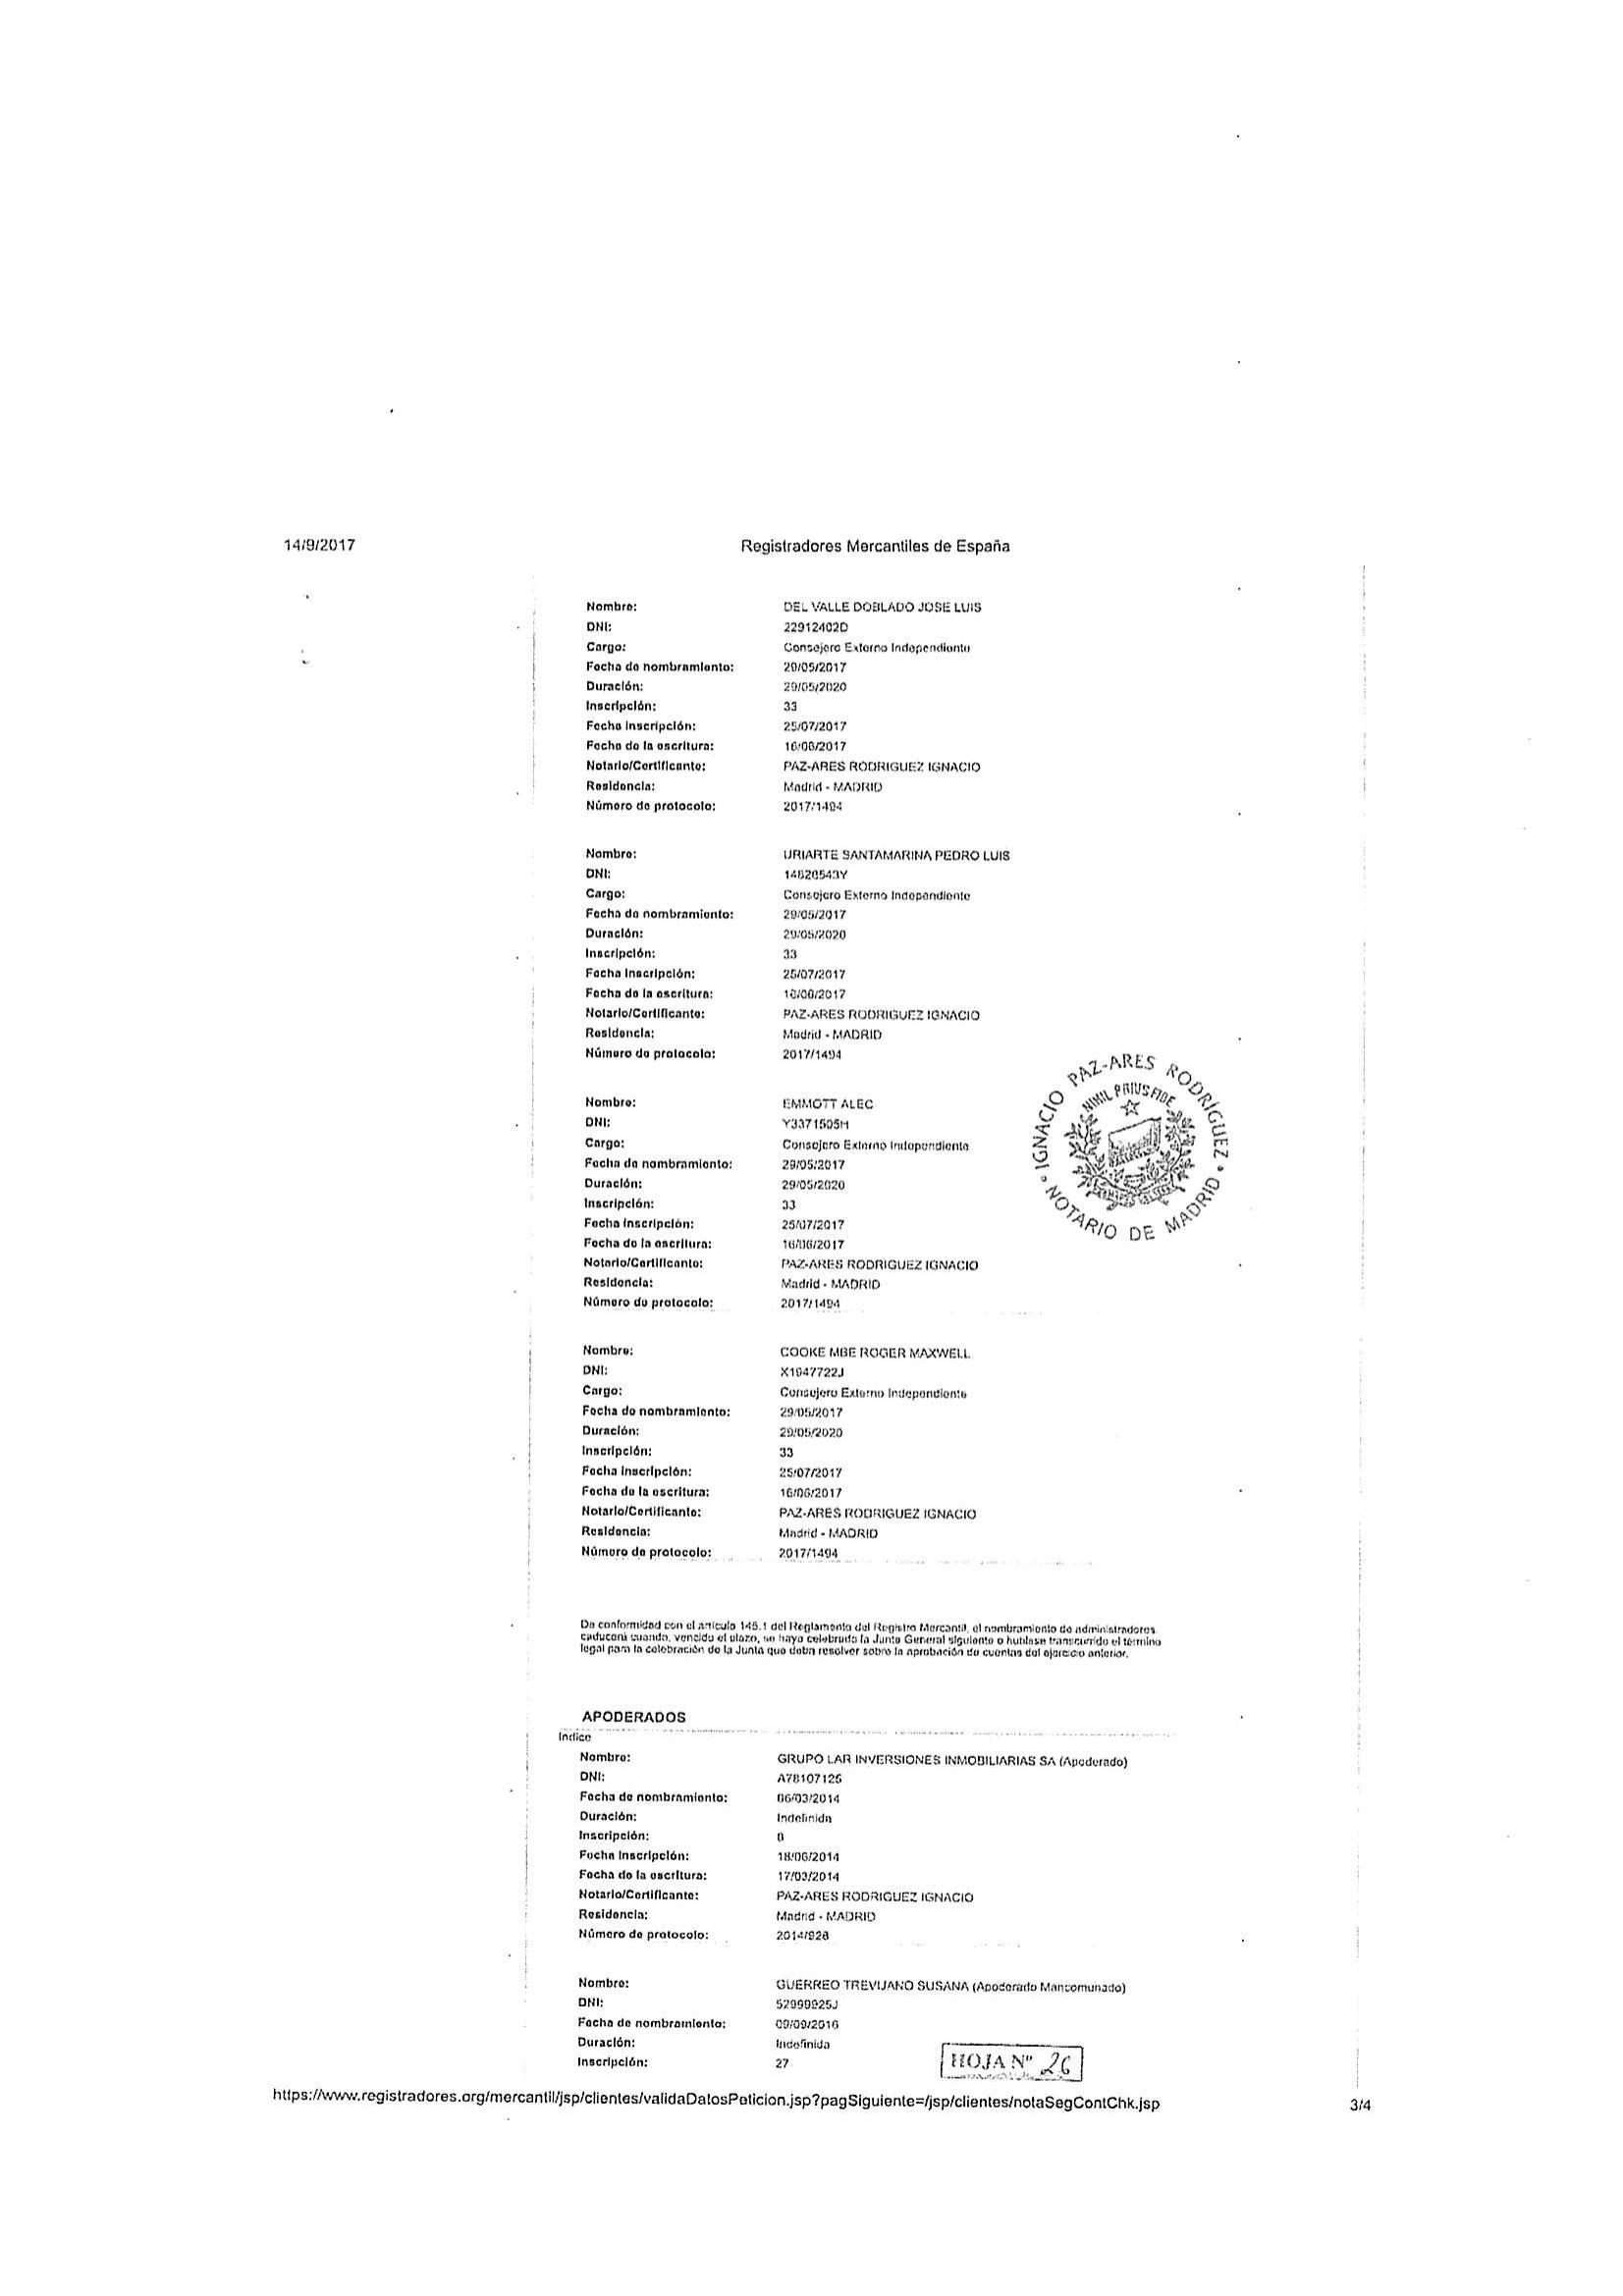 14/9/2017 Registradores Mercantiles de España
Nombre: DEL VALLE DOBLADO JOSE LUIS
DNI: 22912402D
Cargo: Consejero Externo Independiente
Fecha de nombramiento: 29/05/2017
Duración: 29/05/2020
Inscripción: 33
Fecha inscripción: 25/07/2017
Fecha de la escritura: 16/06/2017
Notario/Certificante: PAZ-ARES RODRIGUEZ IGNACIO
Residencia: Madrid - MADRID
Número de protocolo: 2017/1494
Nombre: URIARTE SANTAMARINA PEDRO LUIS
DNI: 14820543Y
Cargo: Consejero Externo Independiente
Fecha de nombramiento: 29/05/2017
Duración: 29/05/2020
Inscripción: 33
Fecha inscripción: 25/07/2017
Fecha de la escritura: 16/06/2017
Notario/Certificante: PAZ-ARES RODRIGUEZ IGNACIO
Residencia: Madrid - MADRID
Número de protocolo: 2017/1494
IGNACIO PAZ-ARES RODRÍGUEZ
NIHIL PRIUS FIDE
NOTARIO DE MADRID
Nombre: EMMOTT ALEC
DNI: Y3371505H
Cargo: Consejero Externo Independiente
Fecha de nombramiento: 29/05/2017
Duración: 29/05/2020
Inscripción: 33
Fecha inscripción: 25/07/2017
Fecha de la escritura: 16/06/2017
Notario/Certificante: PAZ-ARES RODRIGUEZ IGNACIO
Residencia: Madrid - MADRID
Número de protocolo: 2017/1494
Nombre: COOKE MBE ROGER MAXWELL
DNI: X1947722J
Cargo: Consejero Externo Independiente
Fecha de nombramiento: 29/05/2017
Duración: 29/05/2020
Inscripción: 33
Fecha inscripción: 25/07/2017
Fecha de la escritura: 16/06/2017
Notario/Certificante: PAZ-ARES RODRIGUEZ IGNACIO
Residencia: Madrid - MADRID
Número de protocolo: 2017/1494
De conformidad con el artículo 145.1 del Reglamento del Registro Mercantil, el nombramiento de administradores
caducará cuando, vencido el plazo, se haya celebrado la Junta General siguiente o hubiese transcurrido el término
legal para la celebración de la Junta que deba resolver sobre la aprobación de cuentas del ejercicio anterior.
APODERADOS
Indice
Nombre: GRUPO LAR INVERSIONES INMOBILIARIAS SA (Apoderado)
DNI: A78107125
Fecha de nombramiento: 06/03/2014
Duración: Indefinida
Inscripción:
Fecha inscripción: 18/06/2014
Fecha de la escritura: 17/03/2014
Notario/Certificante: PAZ-ARES RODRIGUEZ IGNACIO
Residencia: Madrid - MADRID
Número de protocolo: 2014/928
Nombre: GUERREO TREVIJANO SUSANA (Apoderado Mancomunado)
DNI: 52999925J
Fecha de nombramiento: 09/09/2016
Duración: Indefinida
Inscripción: 27
HOJA Nº 26
https://www.registradores.org/mercantil/jsp/clientes/validaDatosPeticion.jsp?pagSiguiente=/jsp/clientes/notaSegContChk.jsp 3/4